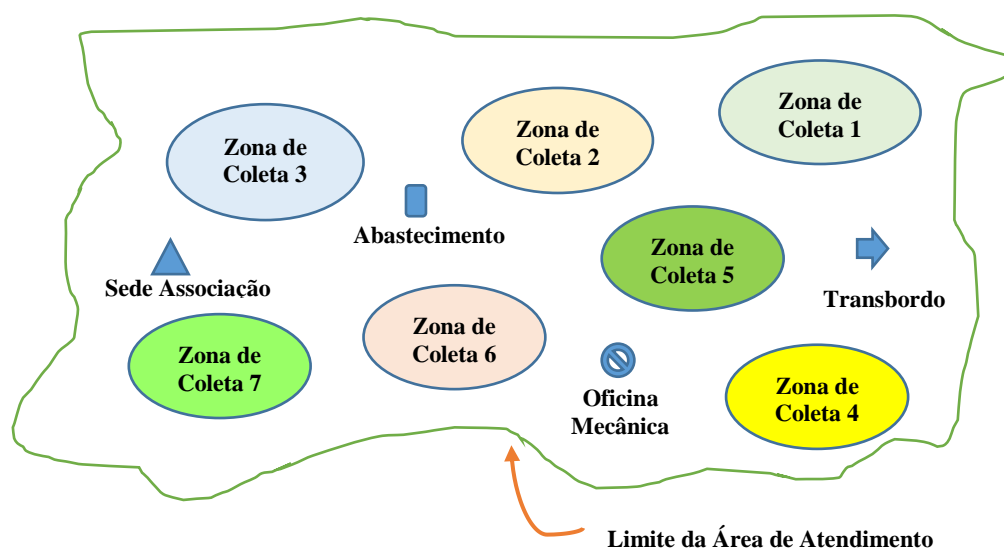 Zona de
Coleta 1
Zona de
Coleta 2
Zona de
Coleta 3
Abastecimento
Zona de
Coleta 5
Sede Associação
Transbordo
Zona de
Coleta 6
Zona de
Coleta 7
Oficina
Mecânica
Zona de
Coleta 4
Limite da Área de Atendimento